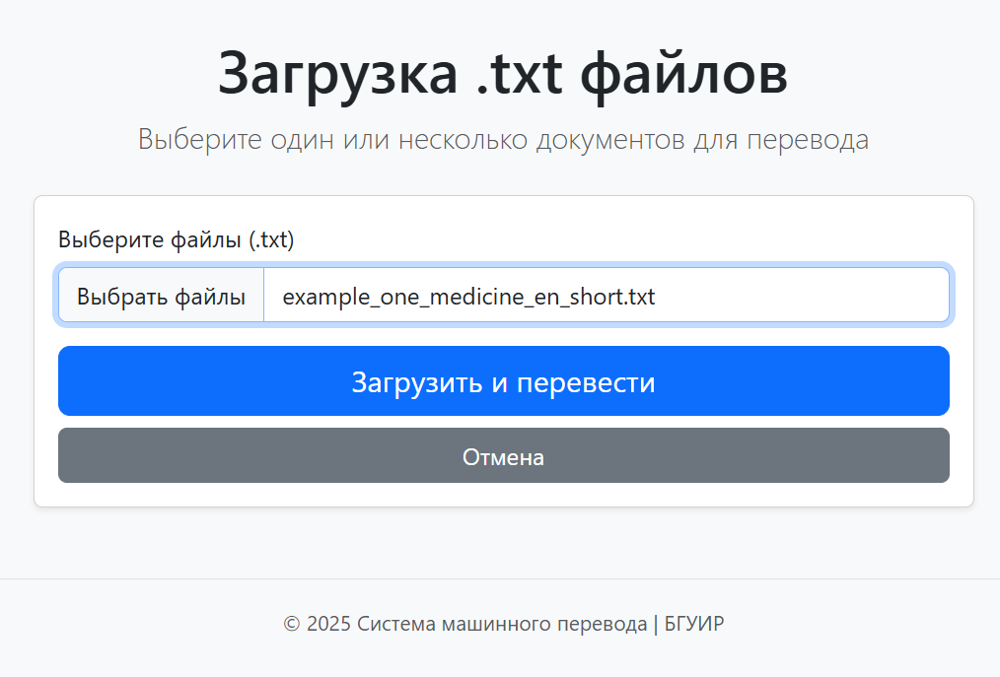 Загрузка .txt файлов
Выберите один или несколько документов для перевода
Выберите файлы (.txt)
Выбрать файлы example_one_medicine_en_short.txt
Загрузить и перевести
Отмена
© 2025 Система машинного перевода | БГУИР